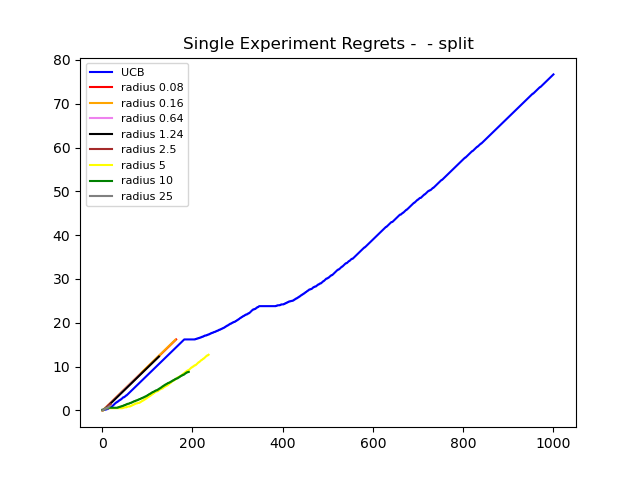 Single Experiment Regrets -  - split
80
70
60
50
40
30
20
10
0
UCB
radius 0.08
radius 0.16
radius 0.64
radius 1.24
radius 2.5
radius 5
radius 10
radius 25
0 200 400 600 800 1000